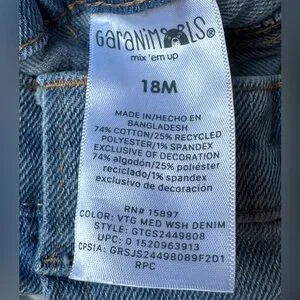 GaRaNiMaLS®
mix 'em up
18M
MADE IN/HECHO EN
BANGLADESH
74% COTTON/25% RECYCLED
POLYESTER/1% SPANDEX
EXCLUSIVE OF DECORATION
74% algodón/25% poliéster
reciclado/1% spandex
exclusivo de decoración
RN# 15897
COLOR: VTG MED WSH DENIM
STYLE: GTGS2449808
UPC: 0 1520963913
CPSIA: GRSJS24498089F2D1
RPC